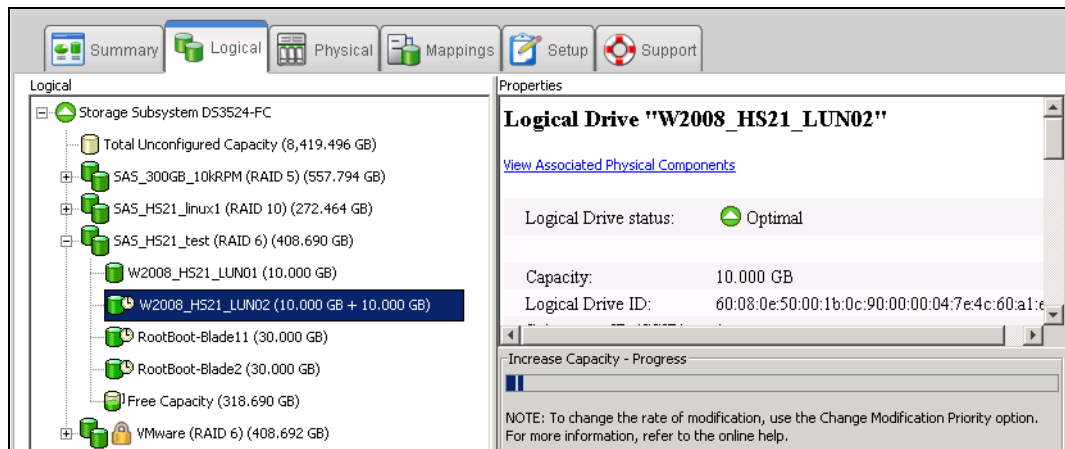 Summary Logical Physical Mappings Setup Support
Logical
Storage Subsystem DS3524-FC
Total Unconfigured Capacity (8,419.496 GB)
SAS_300GB_10kRPM (RAID 5) (557.794 GB)
SAS_HS21_linux1 (RAID 10) (272.464 GB)
SAS_HS21_test (RAID 6) (408.690 GB)
W2008_HS21_LUN01 (10.000 GB)
W2008_HS21_LUN02 (10.000 GB + 10.000 GB)
RootBoot-Blade11 (30.000 GB)
RootBoot-Blade2 (30.000 GB)
Free Capacity (318.690 GB)
VMware (RAID 6) (408.692 GB)
Properties
Logical Drive "W2008_HS21_LUN02"
View Associated Physical Components
Logical Drive status: Optimal
Capacity: 10.000 GB
Logical Drive ID: 60:08:0e:50:00:1b:0c:90:00:00:04:7e:4c:60:a1:e
Increase Capacity - Progress
NOTE: To change the rate of modification, use the Change Modification Priority option.
For more information, refer to the online help.